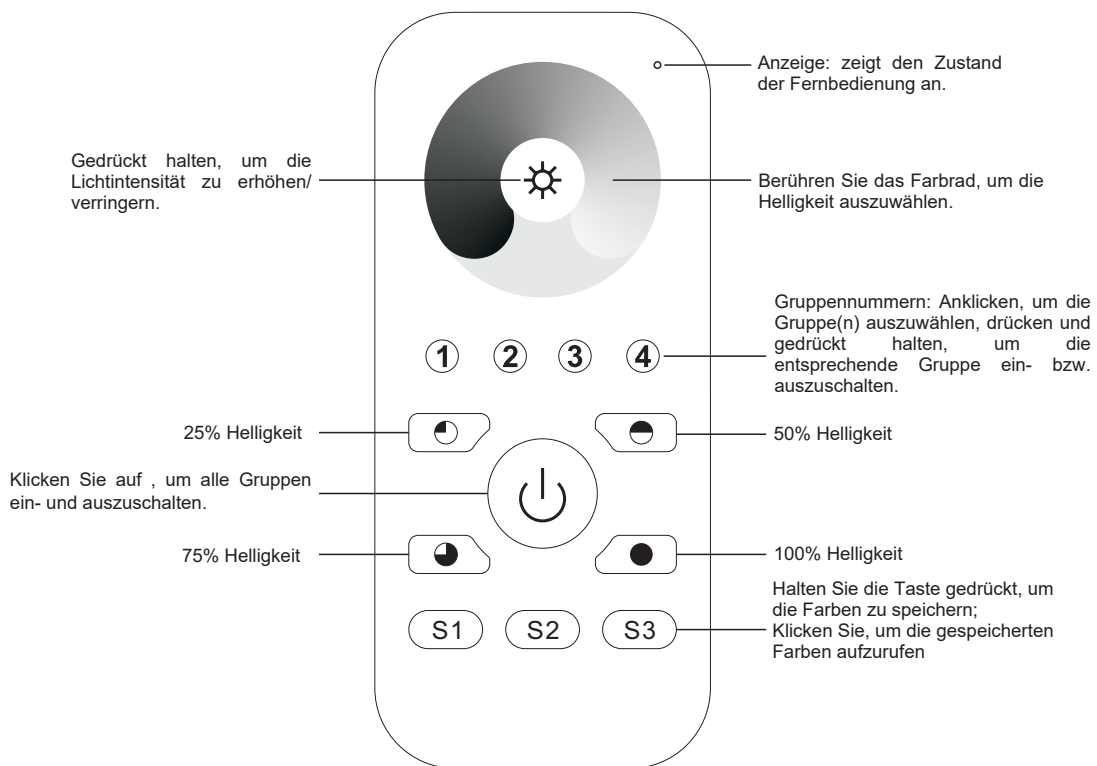 Anzeige: zeigt den Zustand
der Fernbedienung an.
Gedrückt halten, um die
Lichtintensität zu erhöhen/
verringern.
Berühren Sie das Farbrad, um die
Helligkeit auszuwählen.
Gruppennummern: Anklicken, um die
Gruppe(n) auszuwählen, drücken und
gedrückt halten, um die
entsprechende Gruppe ein- bzw.
auszuschalten.
1 2 3 4
25% Helligkeit
50% Helligkeit
Klicken Sie auf , um alle Gruppen
ein- und auszuschalten.
75% Helligkeit
100% Helligkeit
Halten Sie die Taste gedrückt, um
die Farben zu speichern;
Klicken Sie, um die gespeicherten
Farben aufzurufen
S1 S2 S3